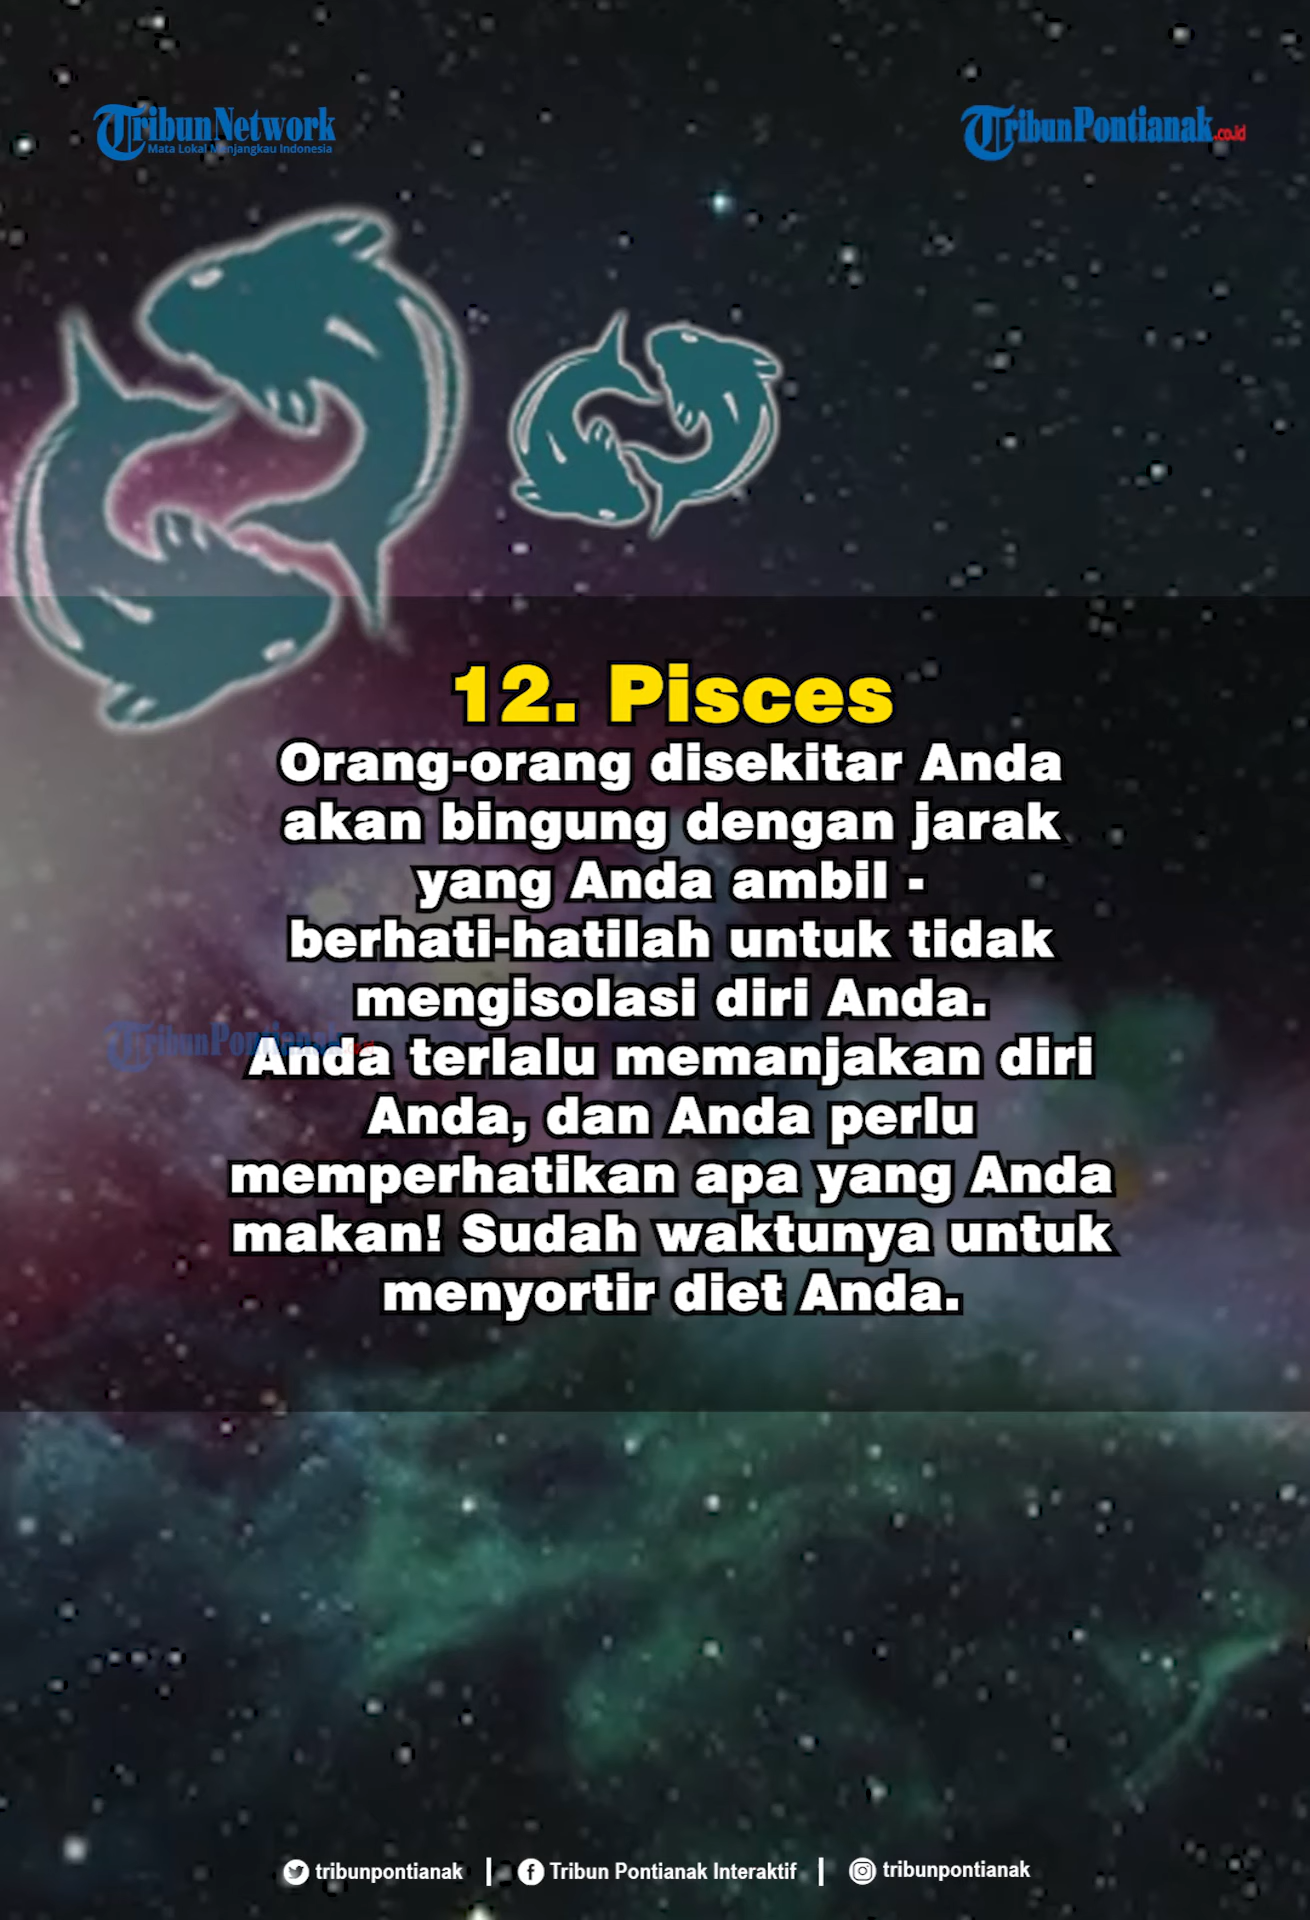 TribunNetwork
Mata Lokal Menjangkau Indonesia
TribunPontianak.co.id
12. Pisces
Orang-orang disekitar Anda
akan bingung dengan jarak
yang Anda ambil -
berhati-hatilah untuk tidak
mengisolasi diri Anda.
TribunPontianak
Anda terlalu memanjakan diri
Anda, dan Anda perlu
memperhatikan apa yang Anda
makan! Sudah waktunya untuk
menyortir diet Anda.
tribunpontianak | Tribun Pontianak Interaktif | tribunpontianak